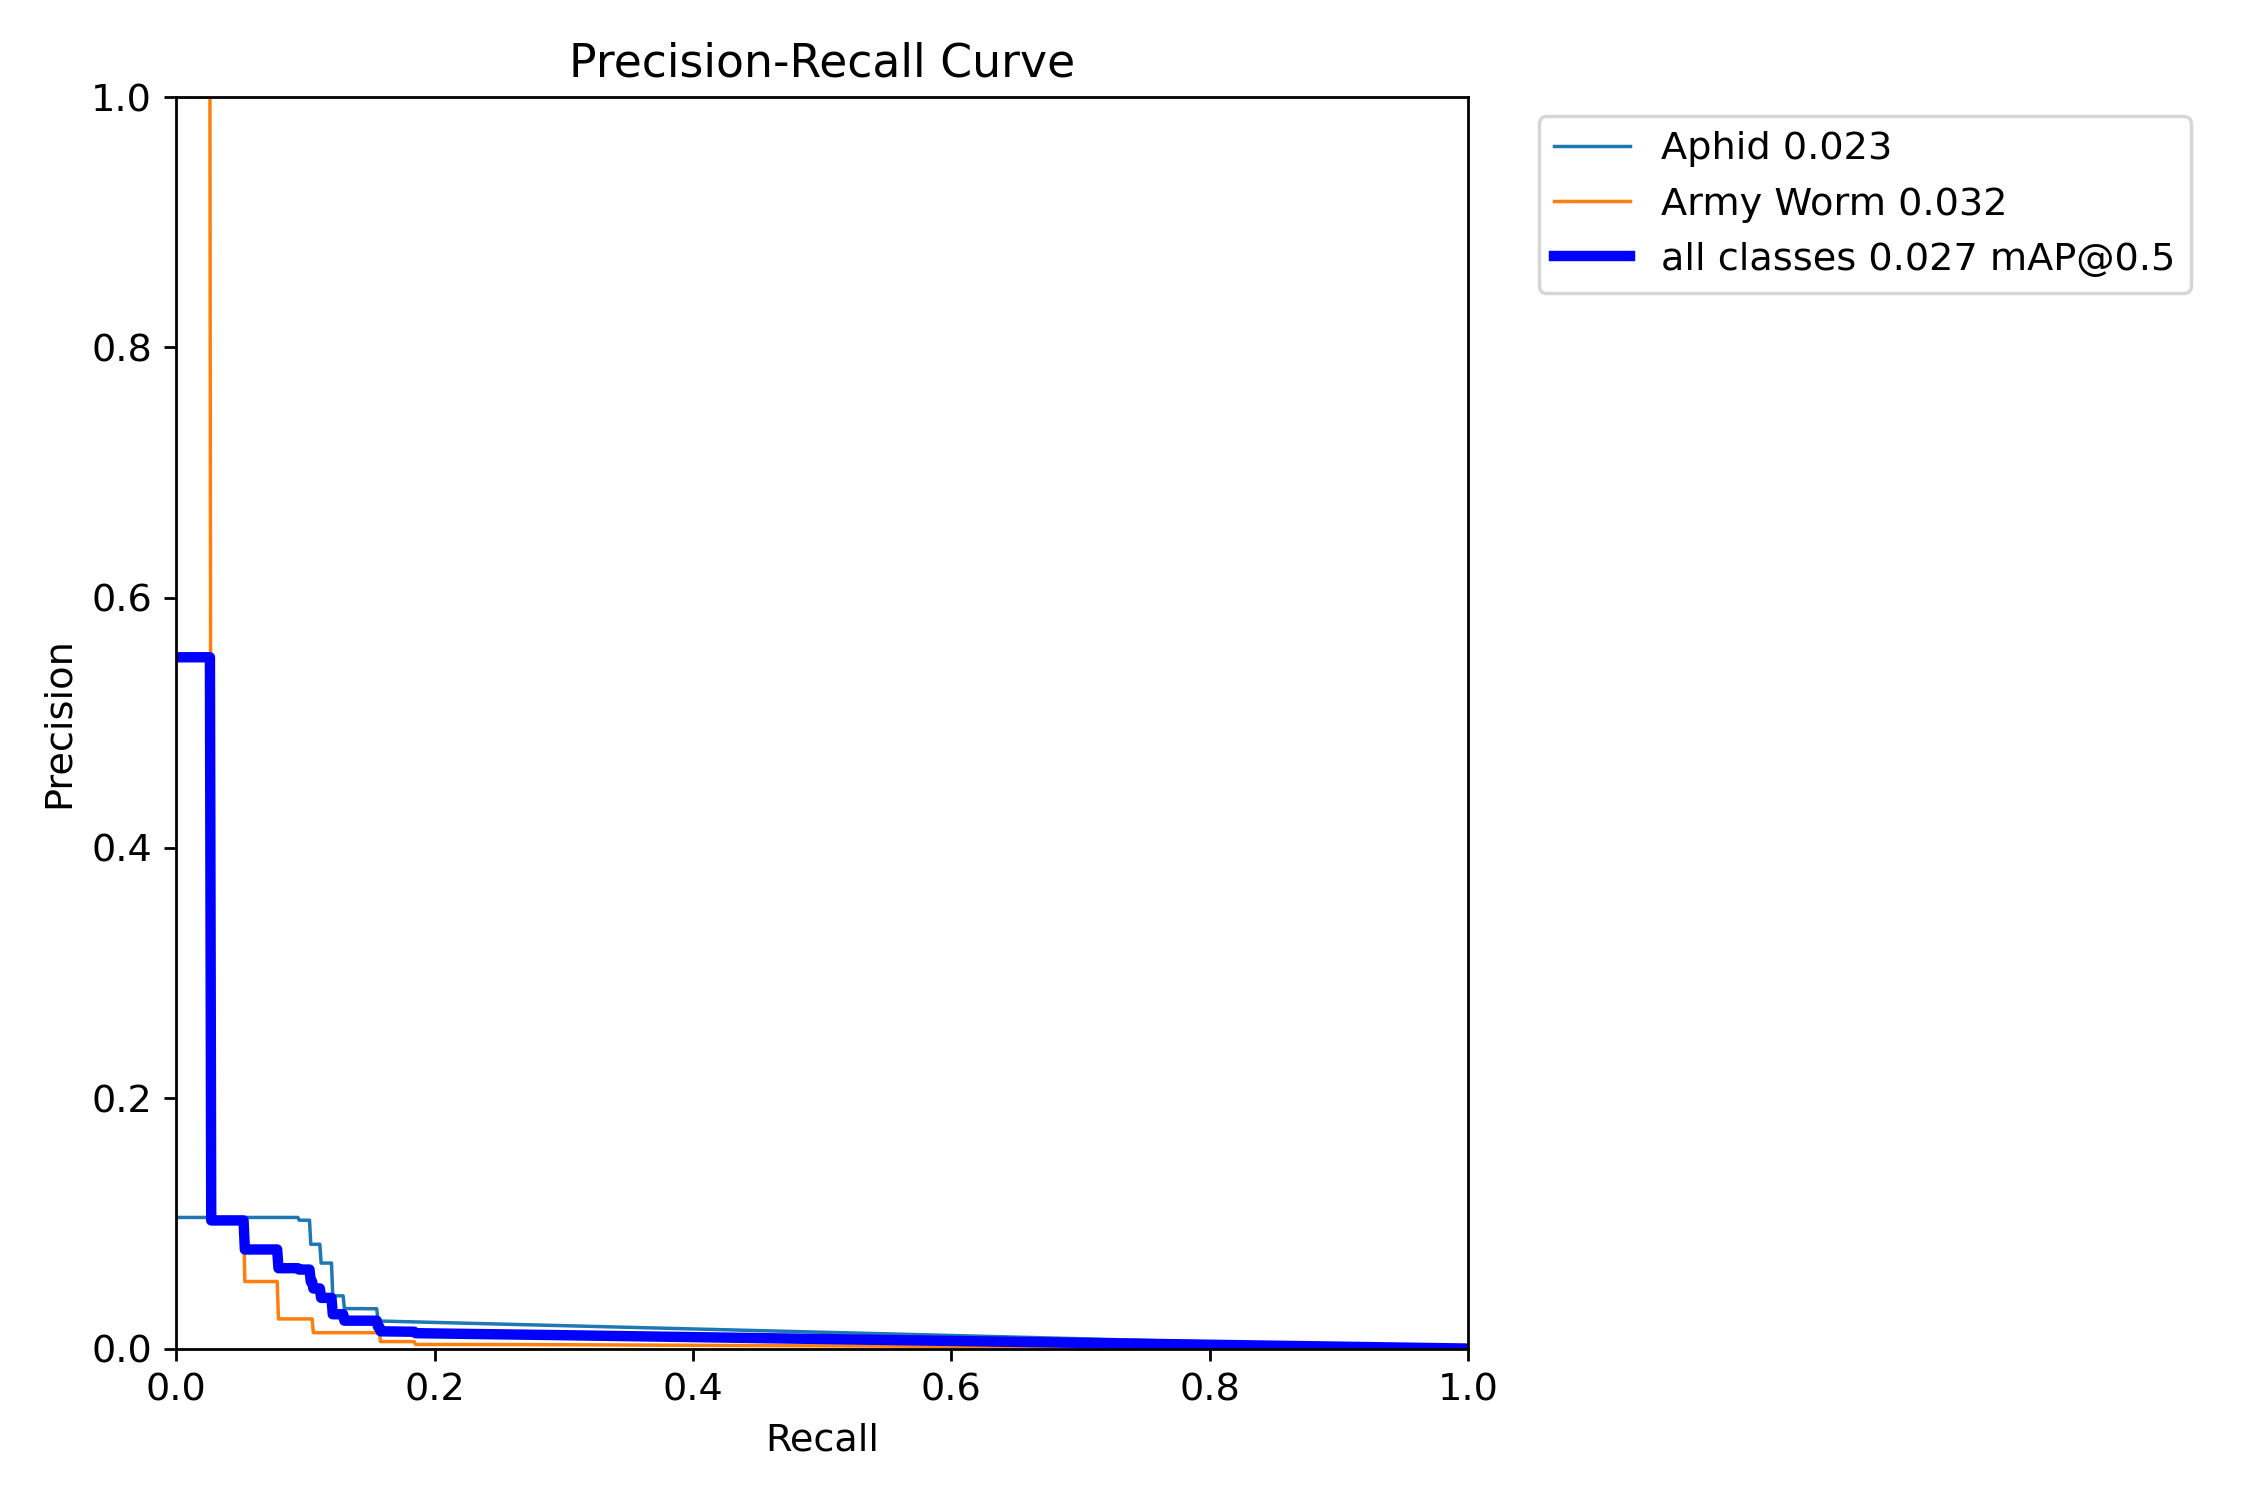 Precision-Recall Curve
1.0
0.8
0.6
0.4
0.2
0.0
Precision
0.0 0.2 0.4 0.6 0.8 1.0
Recall
Aphid 0.023
Army Worm 0.032
all classes 0.027 mAP@0.5